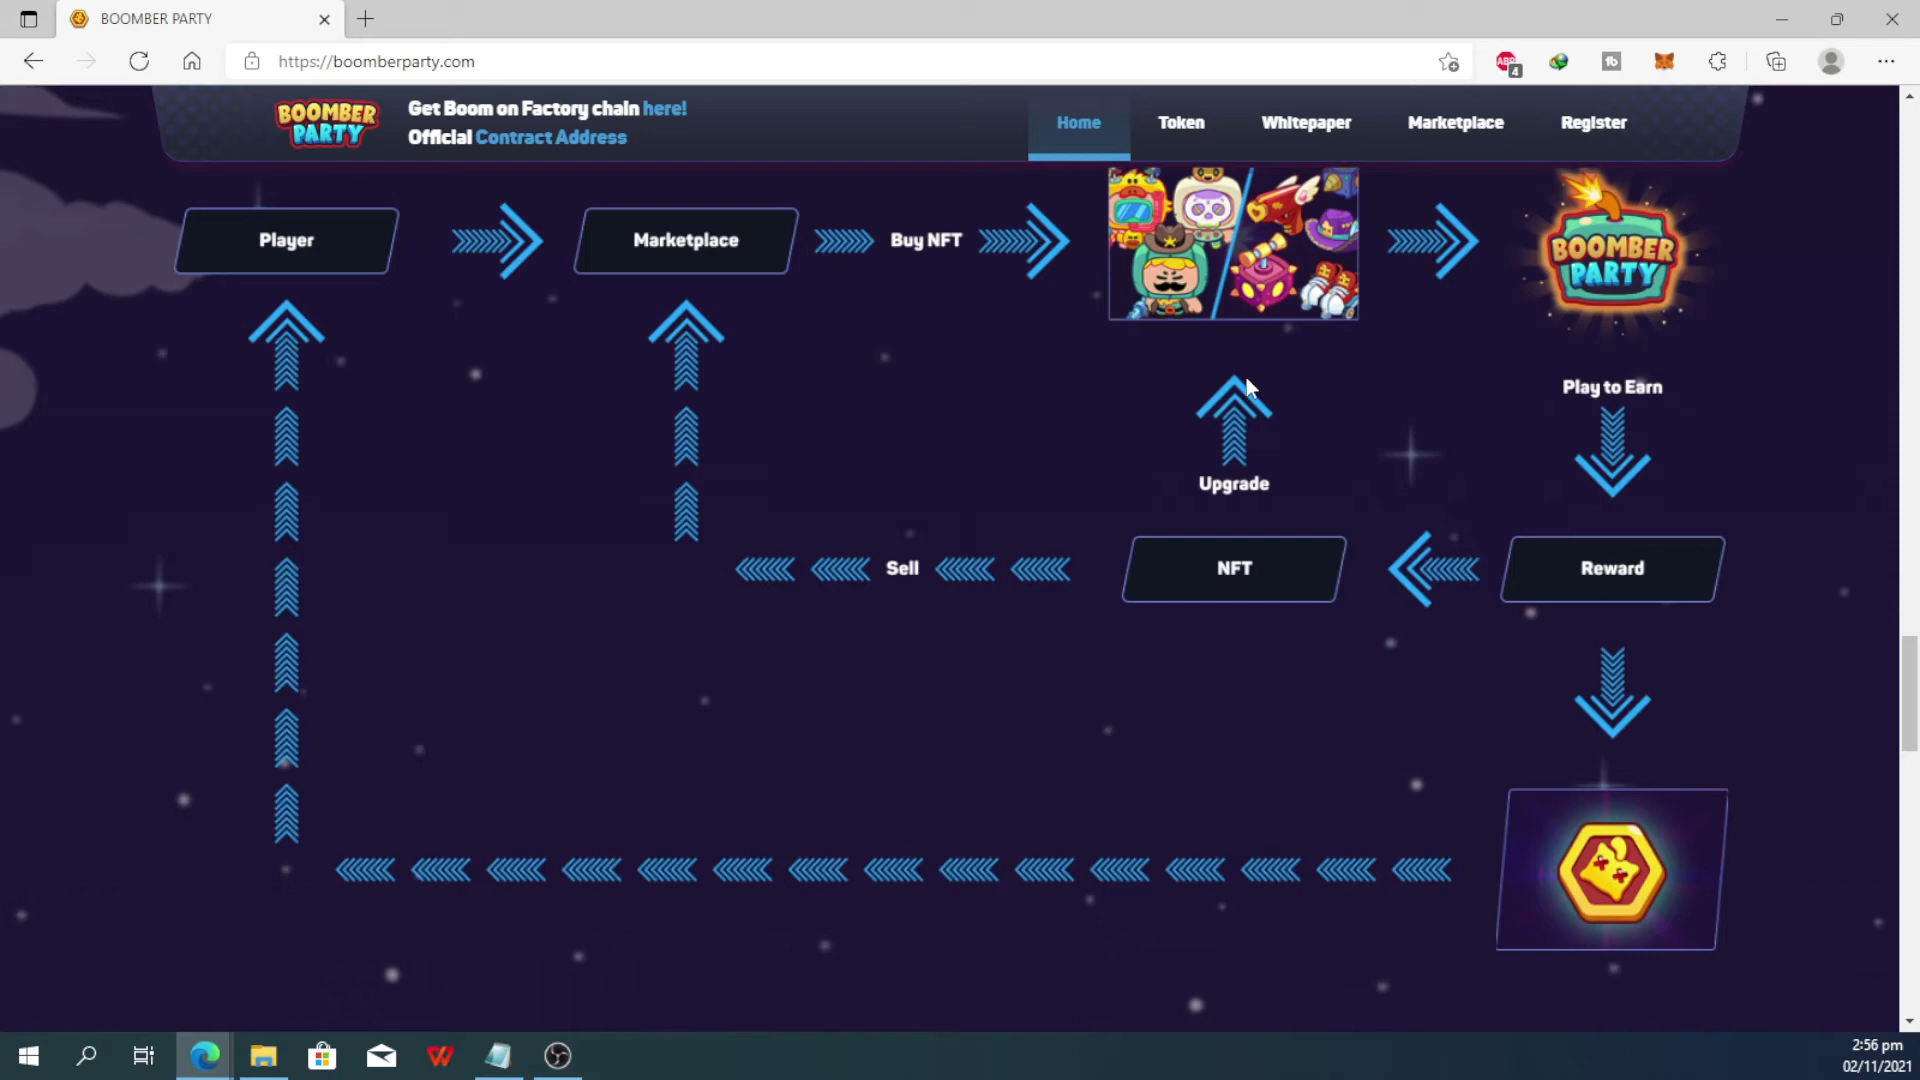 BOOMBER PARTY
https://boomberparty.com
ABP
4
BOOMBER
PARTY
Get Boom on Factory chain here!
Official Contract Address
Home
Token
Whitepaper
Marketplace
Register
Player
Marketplace
Buy NFT
BOOMBER
PARTY
Play to Earn
Upgrade
Sell
NFT
Reward
2:56 pm
02/11/2021